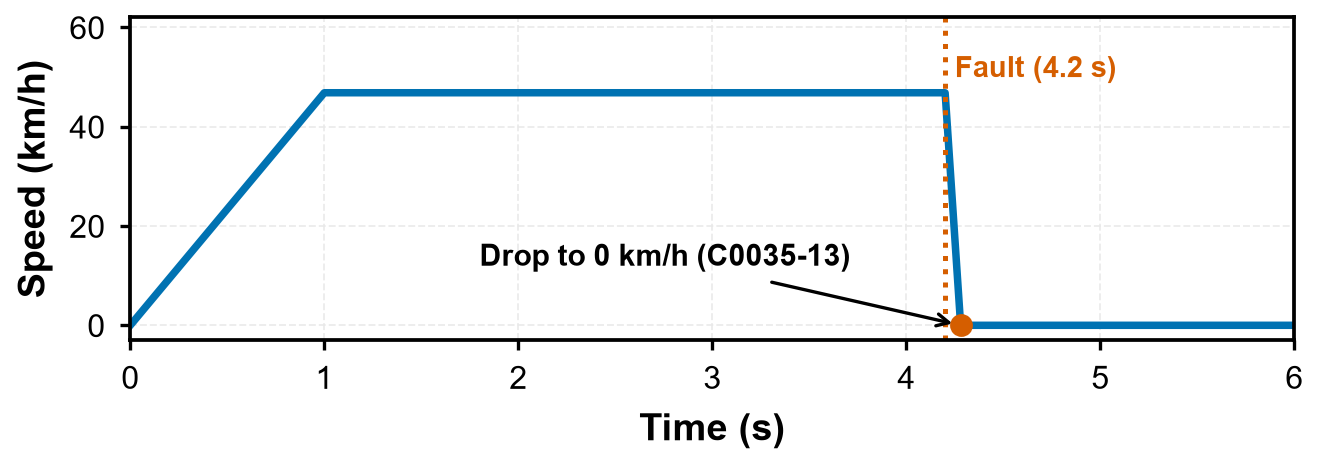 60
Fault (4.2 s)
40
Speed (km/h)
20
Drop to 0 km/h (C0035-13)
0
0 1 2 3 4 5 6
Time (s)